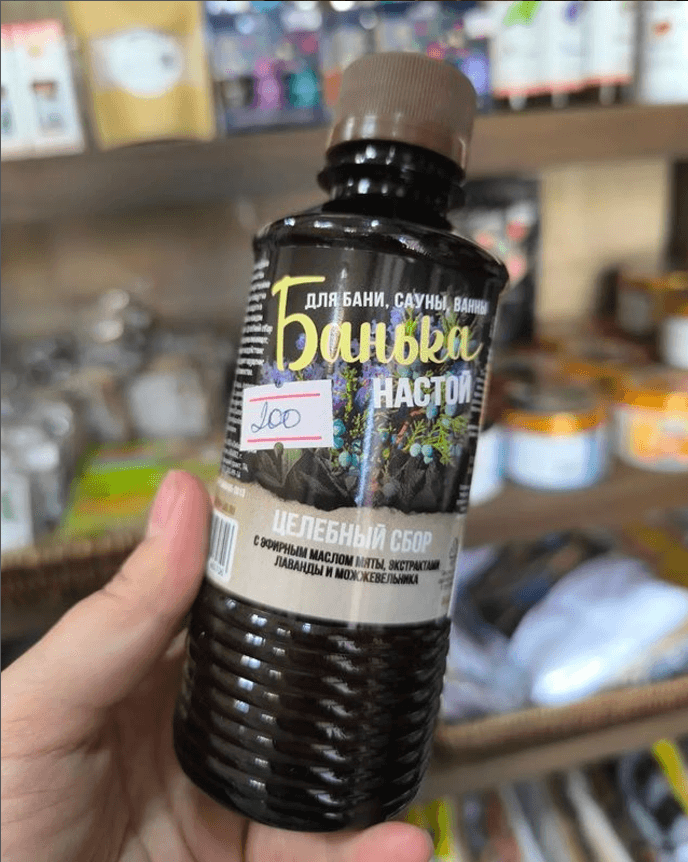 ДЛЯ БАНИ, САУНЫ, ВАННЫ
Банька
НАСТОЙ
200
ЦЕЛЕБНЫЙ СБОР
С ЭФИРНЫМ МАСЛОМ МЯТЫ, ЭКСТРАКТАМИ
ЛАВАНДЫ И МОЖЖЕВЕЛЬНИКА